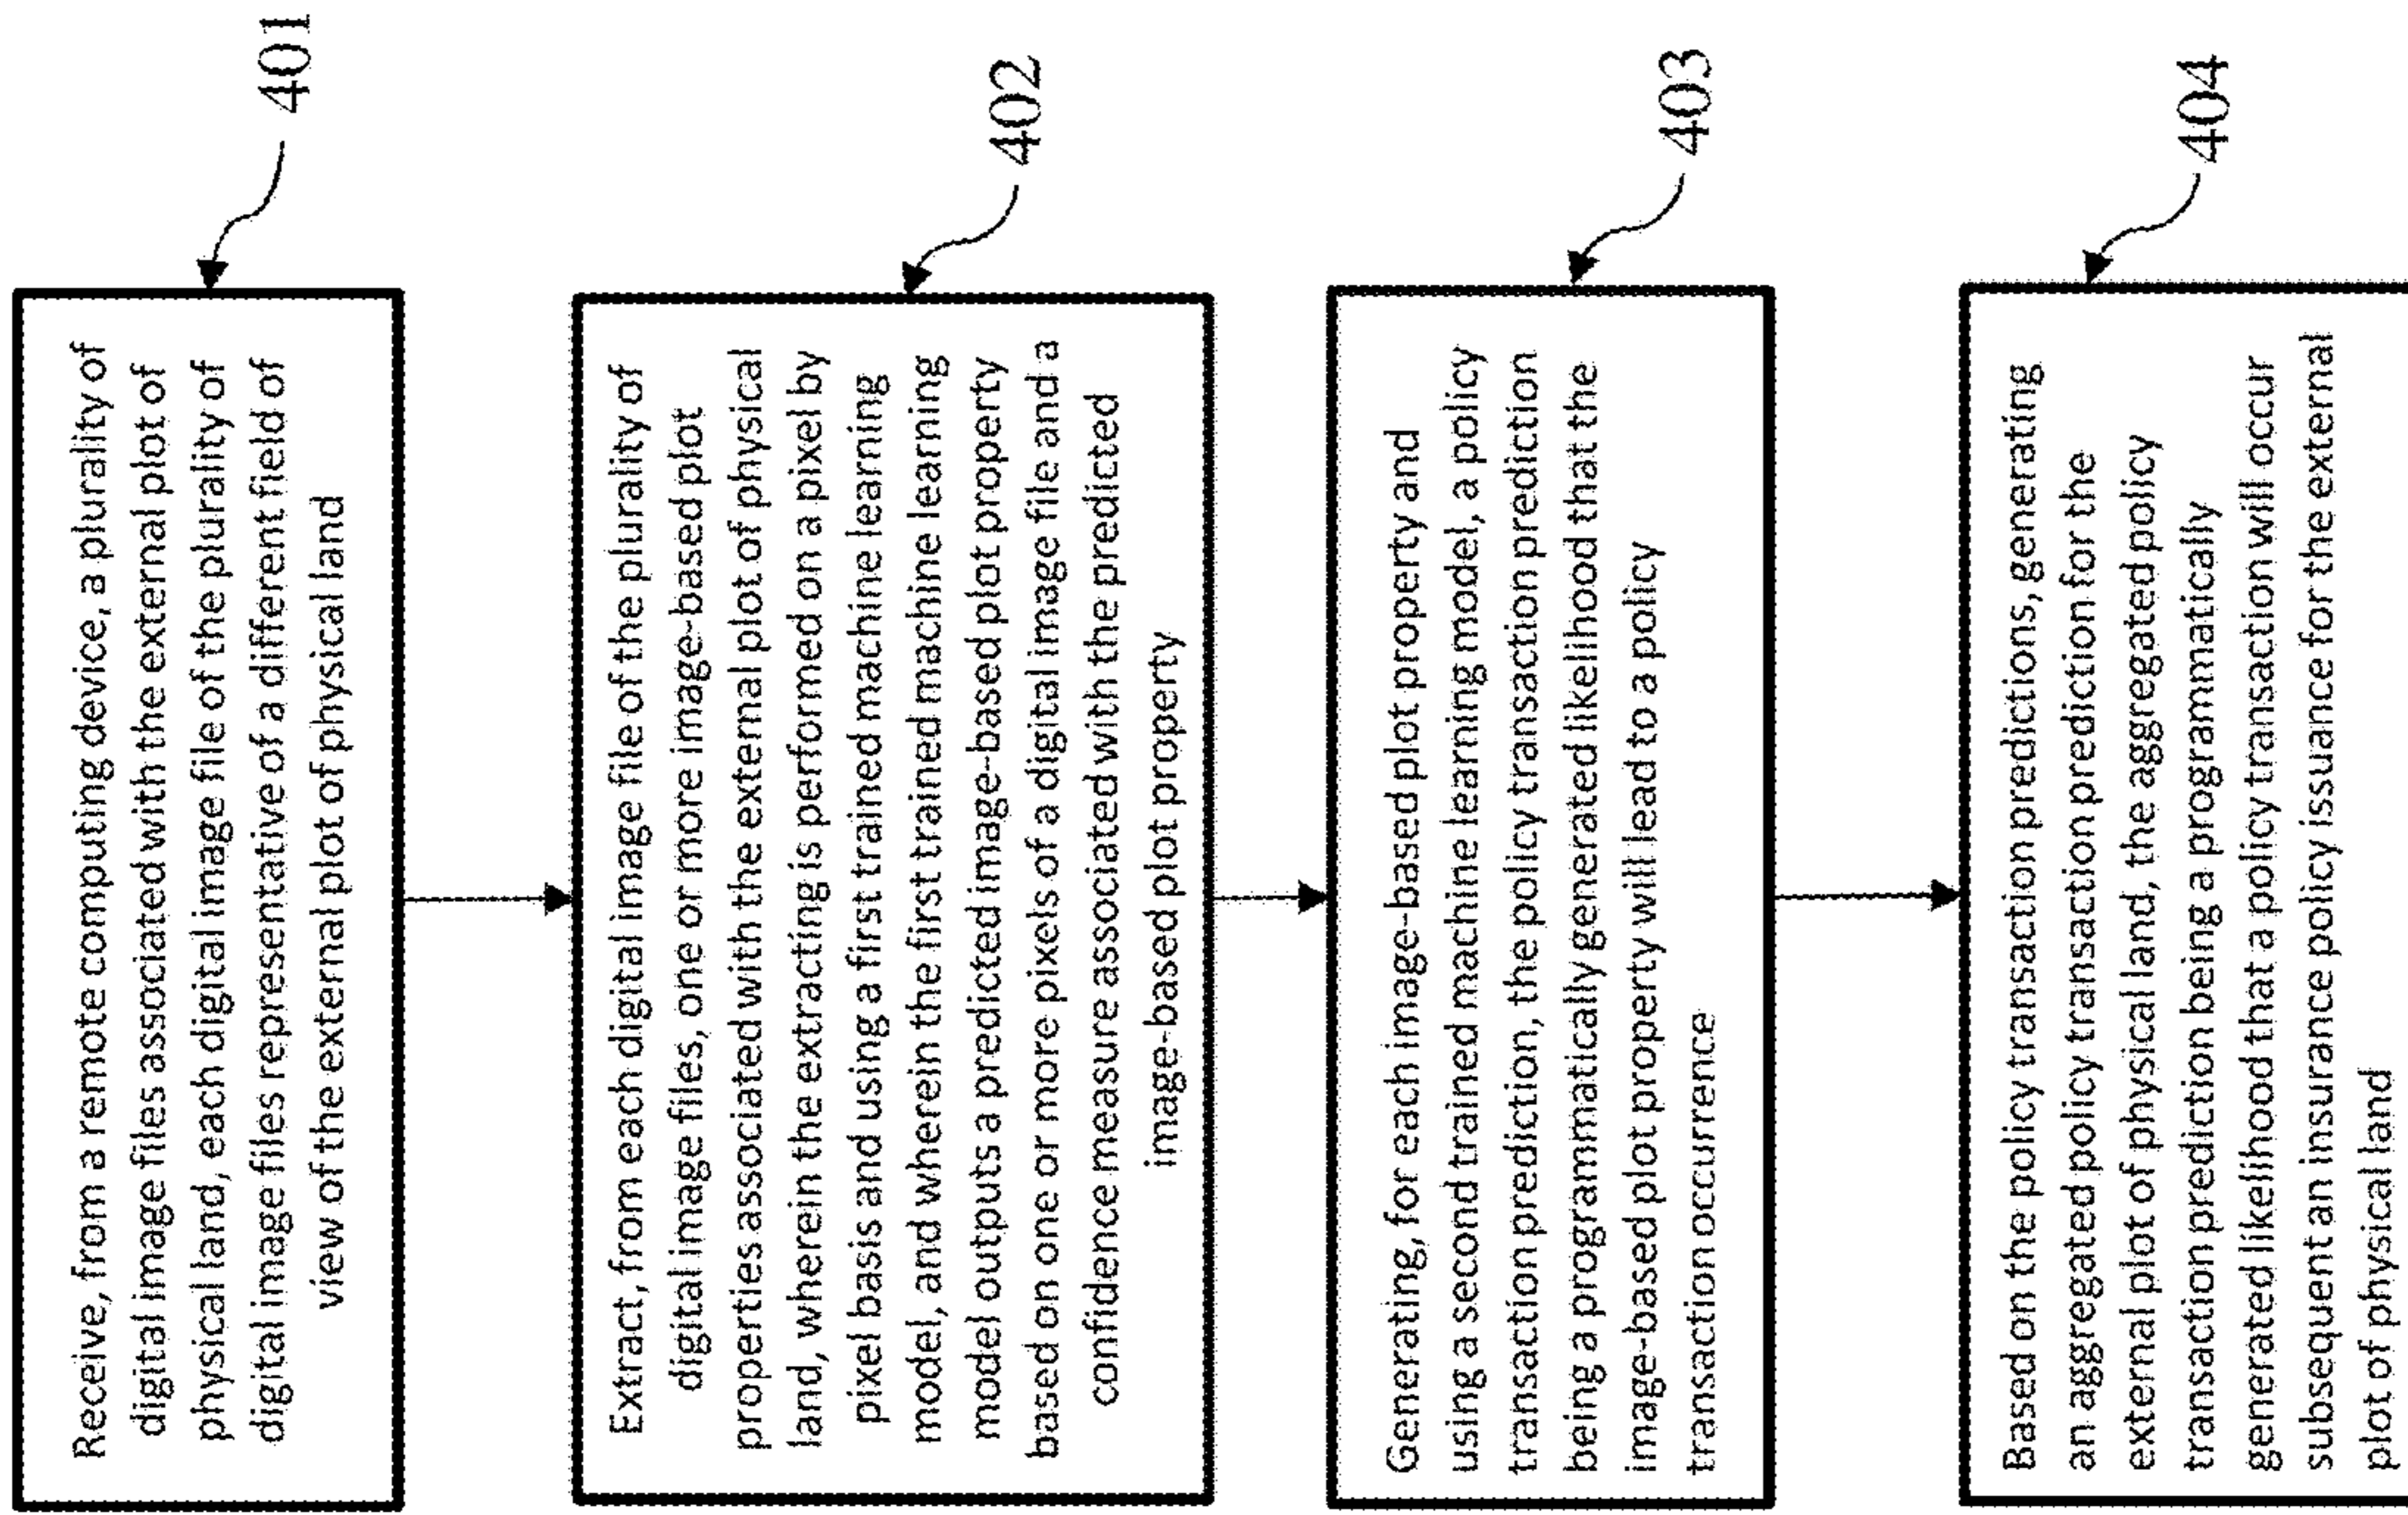 Receive, from a remote computing device, a plurality of
digital image files associated with the external plot of
physical land, each digital image file of the plurality of
digital image files representative of a different field of
view of the external plot of physical land
401
Extract, from each digital image file of the plurality of
digital image files, one or more image-based plot
properties associated with the external plot of physical
land, wherein the extracting is performed on a pixel by
pixel basis and using a first trained machine learning
model, and wherein the first trained machine learning
model outputs a predicted image-based plot property
based on one or more pixels of a digital image file and a
confidence measure associated with the predicted
image-based plot property
402
Generating, for each image-based plot property and
using a second trained machine learning model, a policy
transaction prediction, the policy transaction prediction
being a programmatically generated likelihood that the
image-based plot property will lead to a policy
transaction occurrence
403
Based on the policy transaction predictions, generating
an aggregated policy transaction prediction for the
external plot of physical land, the aggregated policy
transaction prediction being a programmatically
generated likelihood that a policy transaction will occur
subsequent an insurance policy issuance for the external
plot of physical land
404